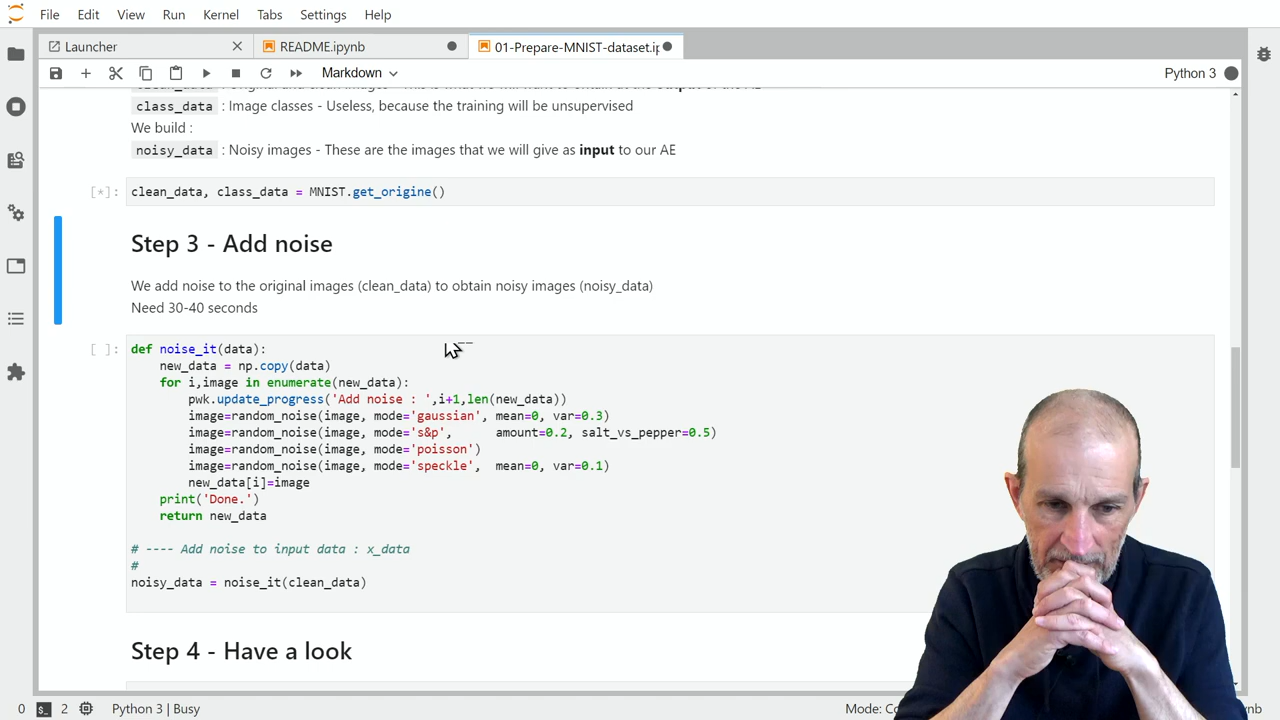 File Edit View Run Kernel Tabs Settings Help
Launcher README.ipynb 01-Prepare-MNIST-dataset.ip
Markdown Python 3
class_data : Image classes - Useless, because the training will be unsupervised
We build :
noisy_data : Noisy images - These are the images that we will give as input to our AE
[*]: clean_data, class_data = MNIST.get_origine()
Step 3 - Add noise
We add noise to the original images (clean_data) to obtain noisy images (noisy_data)
Need 30-40 seconds
[ ]: def noise_it(data):
new_data = np.copy(data)
for i,image in enumerate(new_data):
pwk.update_progress('Add noise : ',i+1,len(new_data))
image=random_noise(image, mode='gaussian', mean=0, var=0.3)
image=random_noise(image, mode='s&p', amount=0.2, salt_vs_pepper=0.5)
image=random_noise(image, mode='poisson')
image=random_noise(image, mode='speckle', mean=0, var=0.1)
new_data[i]=image
print('Done.')
return new_data
# ---- Add noise to input data : x_data
#
noisy_data = noise_it(clean_data)
Step 4 - Have a look
0 2 Python 3 | Busy Mode: Co nb